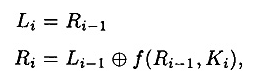 L_i = R_{i-1}
R_i = L_{i-1} ⊕ f(R_{i-1}, K_i),